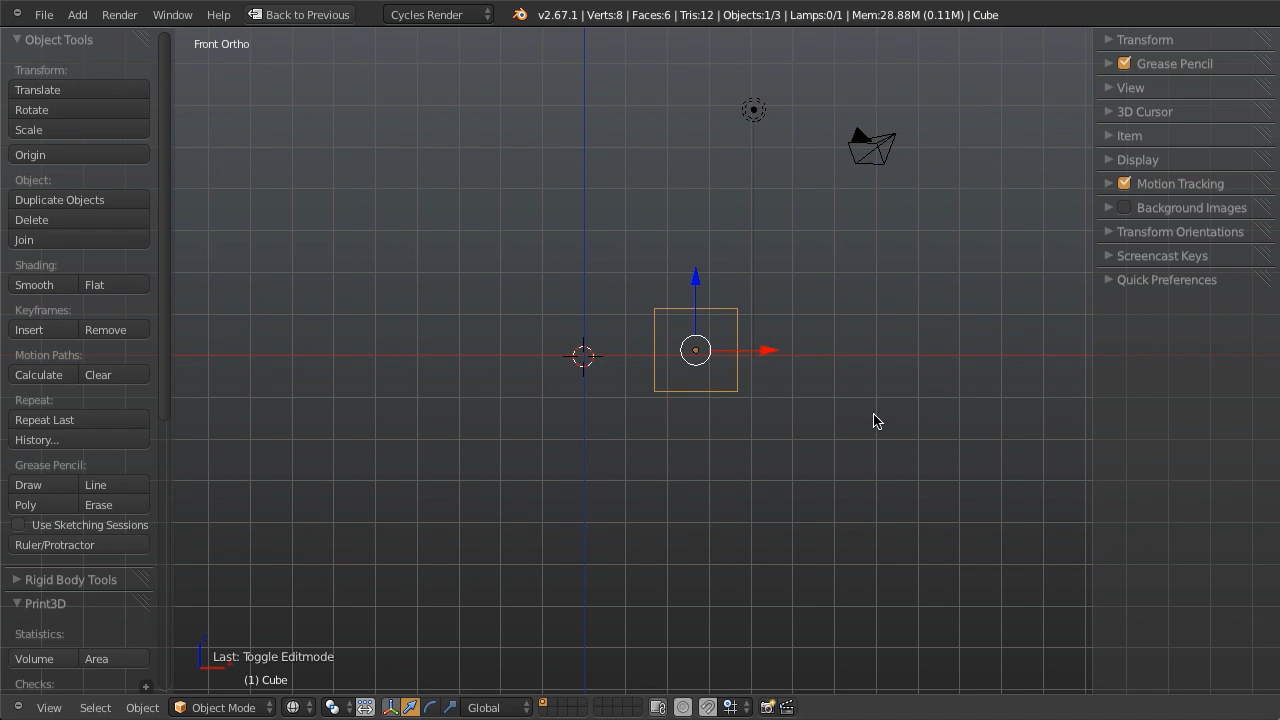 File Add Render Window Help Back to Previous Cycles Render v2.67.1 | Verts:8 | Faces:6 | Tris:12 | Objects:1/3 | Lamps:0/1 | Mem:28.88M (0.11M) | Cube
Object Tools
Transform:
Translate
Rotate
Scale
Origin
Object:
Duplicate Objects
Delete
Join
Shading:
Smooth Flat
Keyframes:
Insert Remove
Motion Paths:
Calculate Clear
Repeat:
Repeat Last
History...
Grease Pencil:
Draw Line
Poly Erase
Use Sketching Sessions
Ruler/Protractor
Rigid Body Tools
Print3D
Statistics:
Volume Area
Checks:
Front Ortho
Last: Toggle Editmode
(1) Cube
Transform
Grease Pencil
View
3D Cursor
Item
Display
Motion Tracking
Background Images
Transform Orientations
Screencast Keys
Quick Preferences
View Select Object Object Mode Global